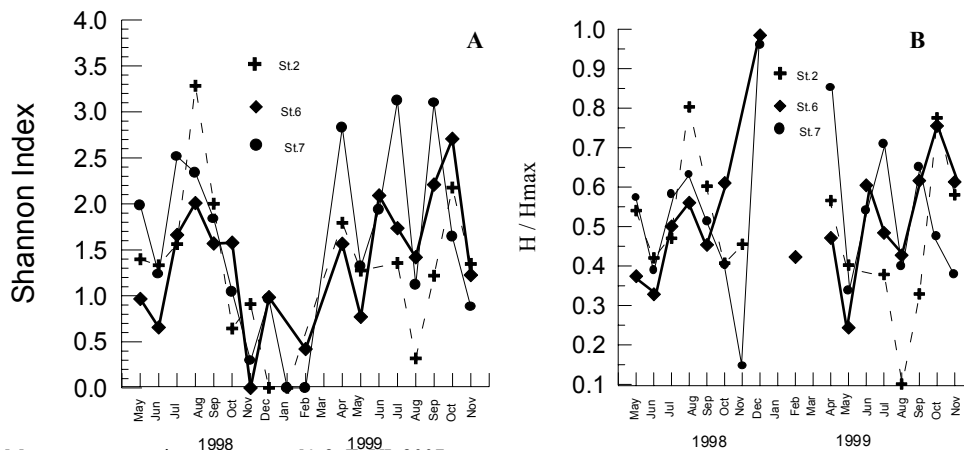 A
Shannon Index
4.0
3.5
3.0
2.5
2.0
1.5
1.0
0.5
0.0
St.2
St.6
St.7
May Jun Jul Aug Sep Oct Nov Dec Jan Feb Mar Apr May Jun Jul Aug Sep Oct Nov
1998 1999
B
H / Hmax
1.0
0.9
0.8
0.7
0.6
0.5
0.4
0.3
0.2
0.1
St.2
St.6
St.7
May Jun Jul Aug Sep Oct Nov Dec Jan Feb Mar Apr May Jun Jul Aug Sep Oct Nov
1998 1999